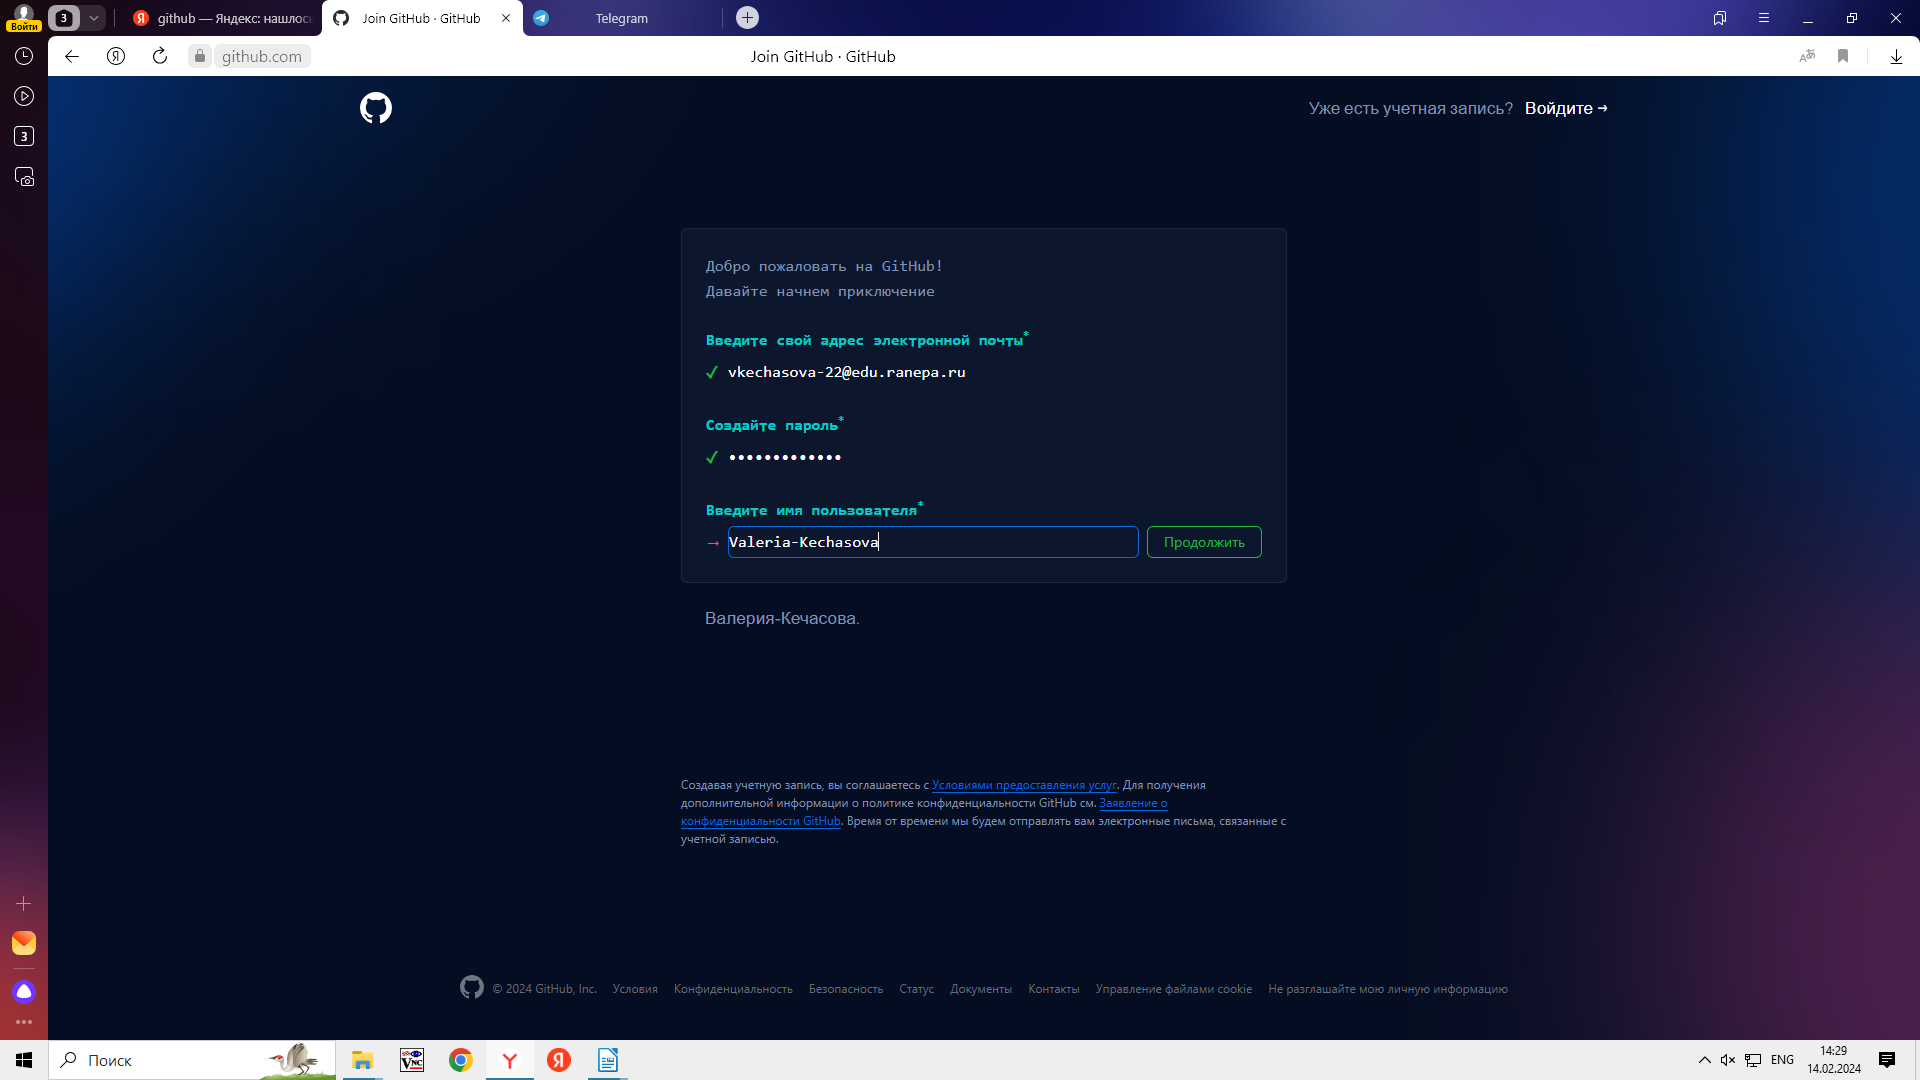 Войти
3
github — Яндекс: нашлось
Join GitHub · GitHub
Telegram
github.com
Join GitHub · GitHub
3
Уже есть учетная запись? Войдите →
Добро пожаловать на GitHub!
Давайте начнем приключение
Введите свой адрес электронной почты*
✓ vkechasova-22@edu.ranepa.ru
Создайте пароль*
✓ •••••••••••••
Введите имя пользователя*
→ Valeria-Kechasova
Продолжить
Валерия-Кечасова.
Создавая учетную запись, вы соглашаетесь с Условиями предоставления услуг. Для получения
дополнительной информации о политике конфиденциальности GitHub см. Заявление о
конфиденциальности GitHub. Время от времени мы будем отправлять вам электронные письма, связанные с
учетной записью.
© 2024 GitHub, Inc. Условия Конфиденциальность Безопасность Статус Документы Контакты Управление файлами cookie Не разглашайте мою личную информацию
Поиск
VNC
ENG
14:29
14.02.2024